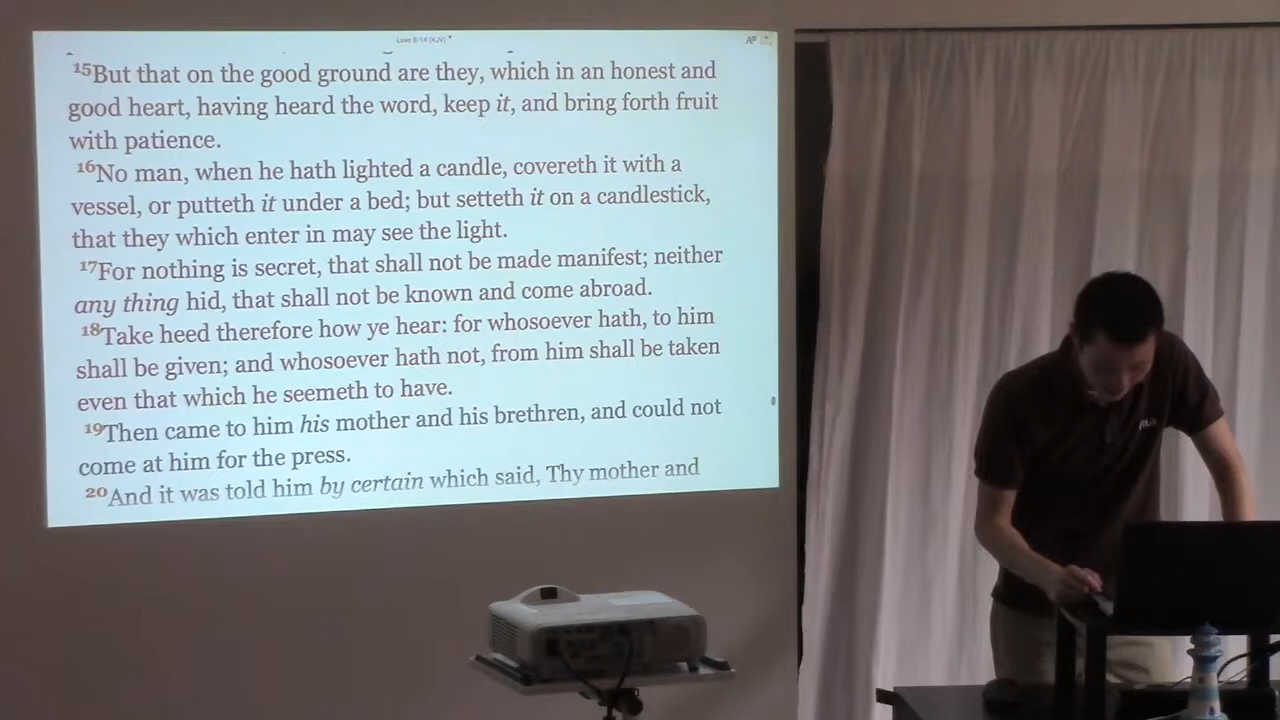 Luke 8:14 (KJV)
15But that on the good ground are they, which in an honest and
good heart, having heard the word, keep it, and bring forth fruit
with patience.
16No man, when he hath lighted a candle, covereth it with a
vessel, or putteth it under a bed; but setteth it on a candlestick,
that they which enter in may see the light.
17For nothing is secret, that shall not be made manifest; neither
any thing hid, that shall not be known and come abroad.
18Take heed therefore how ye hear: for whosoever hath, to him
shall be given; and whosoever hath not, from him shall be taken
even that which he seemeth to have.
19Then came to him his mother and his brethren, and could not
come at him for the press.
20And it was told him by certain which said, Thy mother and